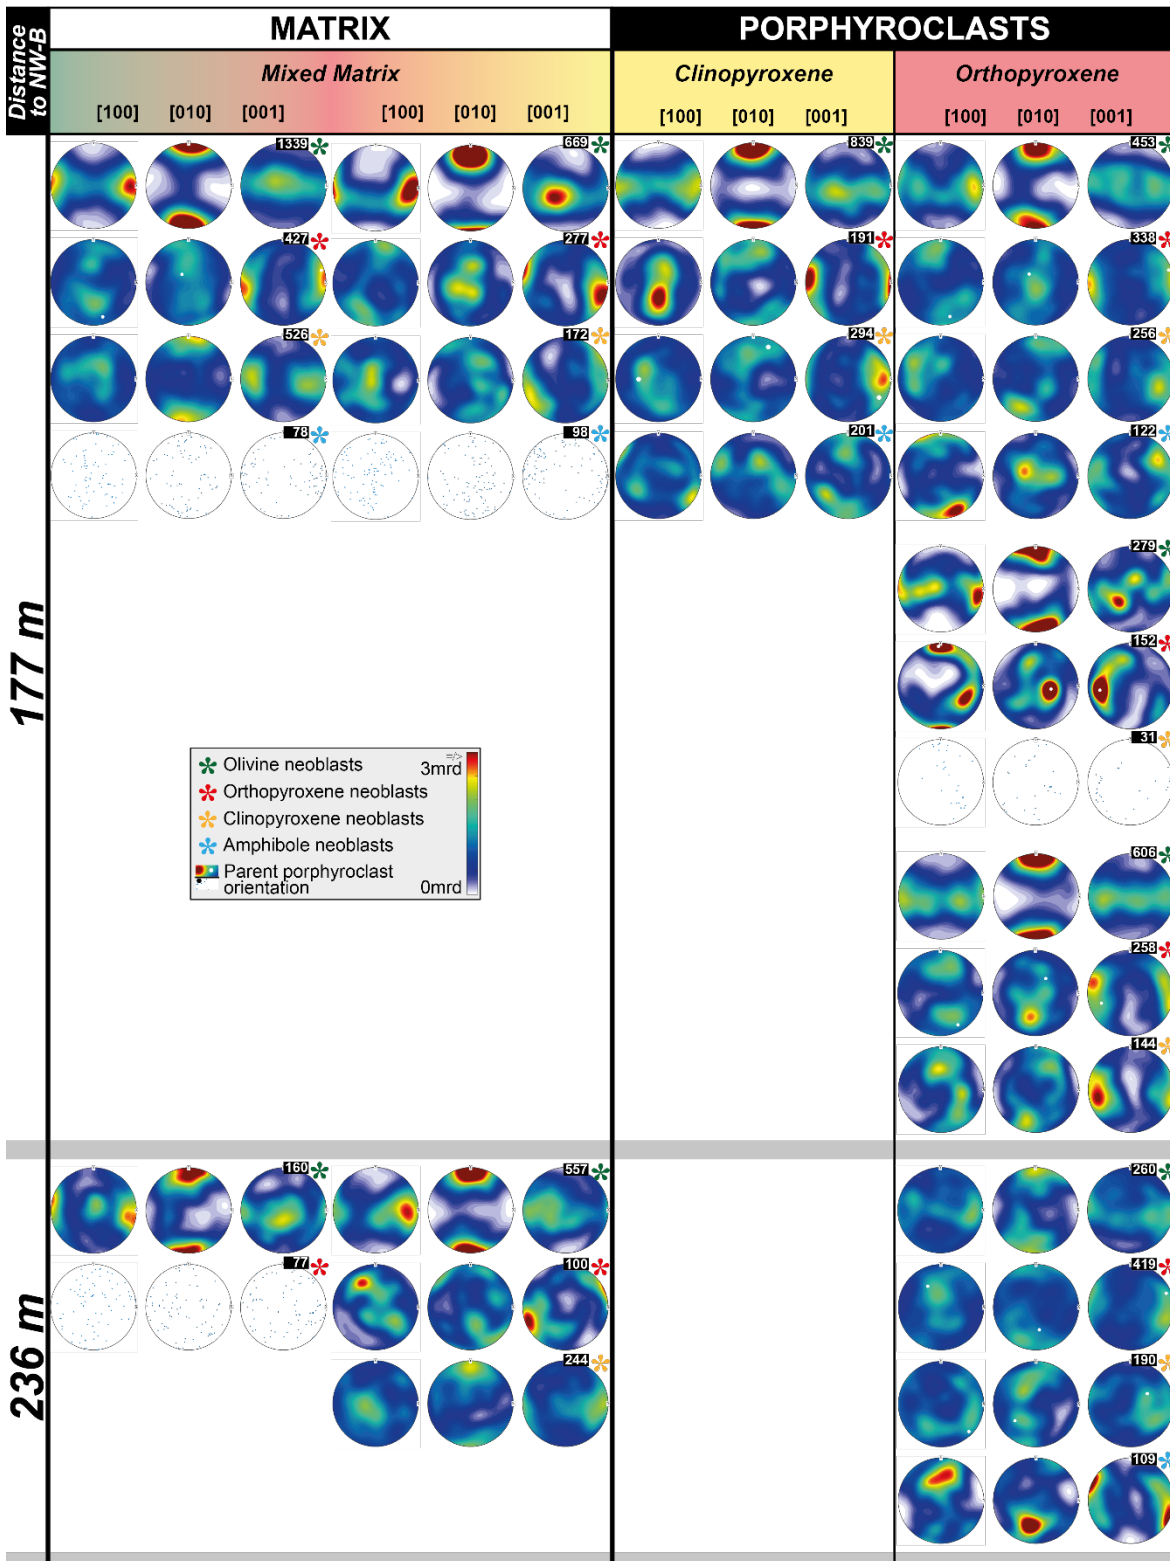 Distance
to NW-B
MATRIX
PORPHYROCLASTS
Mixed Matrix
Clinopyroxene
Orthopyroxene
[100] [010] [001] [100] [010] [001] [100] [010] [001] [100] [010] [001]
177 m
1339 669 839 453
427 277 191 338
526 172 294 256
78 98 201 122
279
152
31
606
258
144
=/>
3mrd
Olivine neoblasts
Orthopyroxene neoblasts
Clinopyroxene neoblasts
Amphibole neoblasts
Parent porphyroclast
orientation
0mrd
236 m
160 557 260
77 100 419
244 190
109